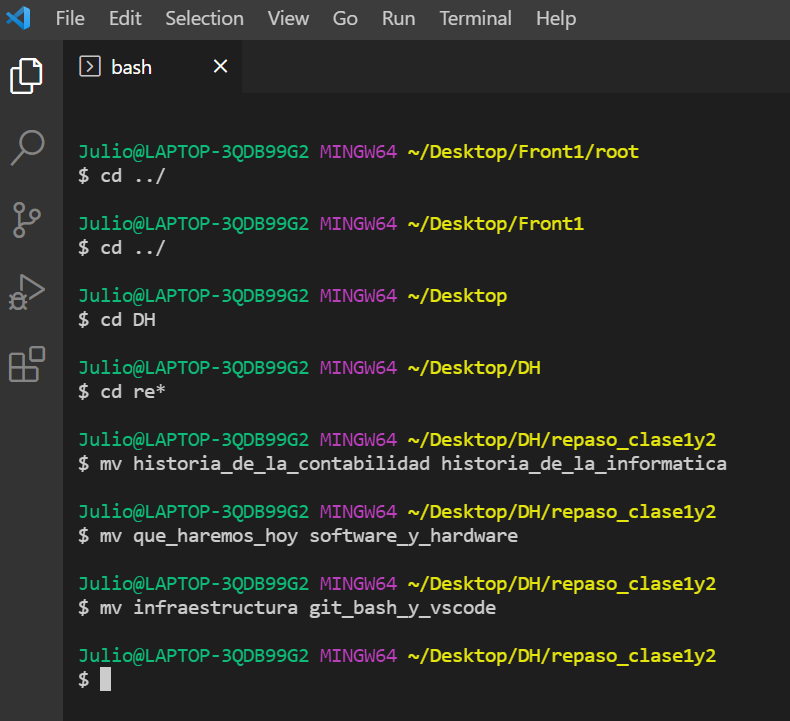 File Edit Selection View Go Run Terminal Help
bash
Julio@LAPTOP-3QDB99G2 MINGW64 ~/Desktop/Front1/root
$ cd ../
Julio@LAPTOP-3QDB99G2 MINGW64 ~/Desktop/Front1
$ cd ../
Julio@LAPTOP-3QDB99G2 MINGW64 ~/Desktop
$ cd DH
Julio@LAPTOP-3QDB99G2 MINGW64 ~/Desktop/DH
$ cd re*
Julio@LAPTOP-3QDB99G2 MINGW64 ~/Desktop/DH/repaso_clase1y2
$ mv historia_de_la_contabilidad historia_de_la_informatica
Julio@LAPTOP-3QDB99G2 MINGW64 ~/Desktop/DH/repaso_clase1y2
$ mv que_haremos_hoy software_y_hardware
Julio@LAPTOP-3QDB99G2 MINGW64 ~/Desktop/DH/repaso_clase1y2
$ mv infraestructura git_bash_y_vscode
Julio@LAPTOP-3QDB99G2 MINGW64 ~/Desktop/DH/repaso_clase1y2
$